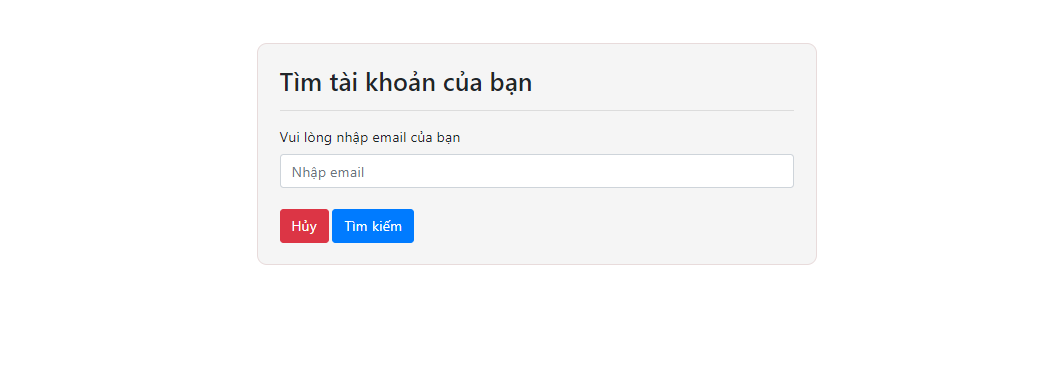 Tìm tài khoản của bạn
Vui lòng nhập email của bạn
Nhập email
Hủy Tìm kiếm